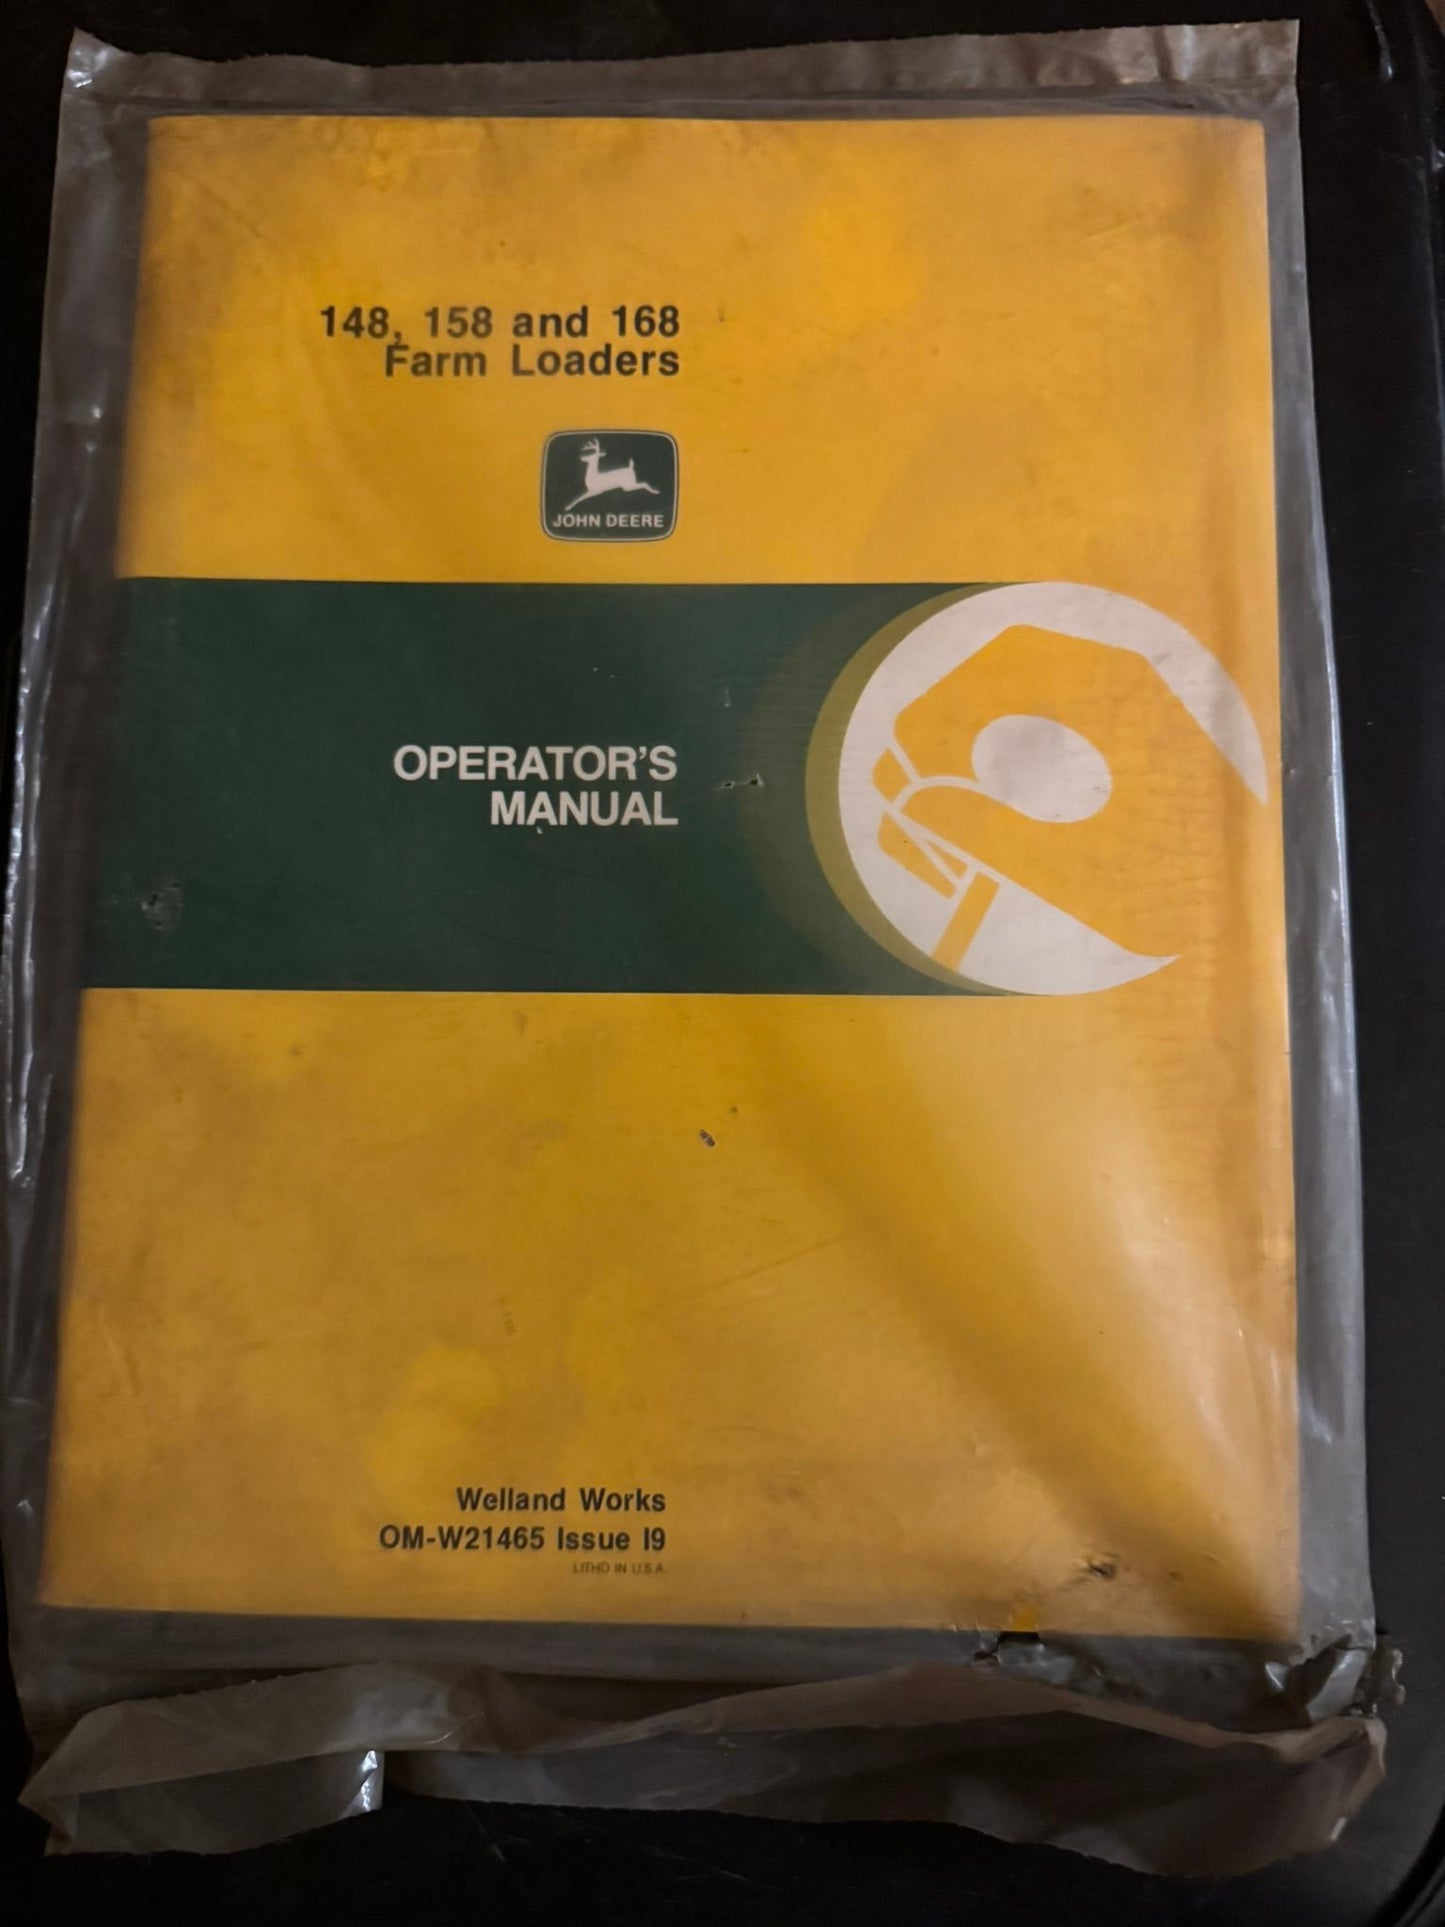 148, 158 and 168
Farm Loaders
JOHN DEERE
OPERATOR'S
MANUAL
Welland Works
OM-W21465 Issue I9
LITHO IN U.S.A.